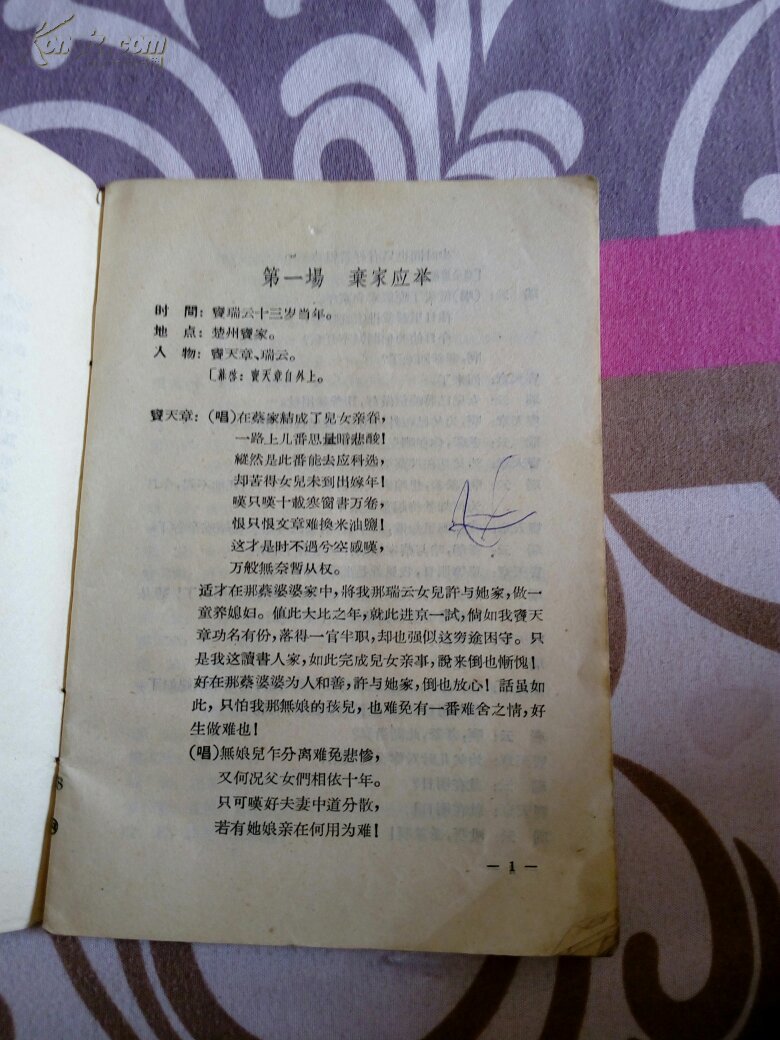 第一場　棄家应举
时　間：竇瑞云十三岁当年。
地　点：楚州竇家。
人　物：竇天章、瑞云。
〔幕啓：竇天章自外上。
竇天章：（唱）在蔡家結成了兒女亲眷，
一路上几番思量暗悲酸！
縱然是此番能去应科选，
却苦得女兒未到出嫁年！
嘆只嘆十載寒窗書万卷，
恨只恨文章难換米油鹽！
这才是时不遇兮空感嘆，
万般無奈暫从权。
适才在那蔡婆婆家中，將我那瑞云女兒許与她家，做一
童养媳妇。値此大比之年，就此进京一試，倘如我竇天
章功名有份，落得一官半职，却也强似这穷途困守。只
是我这讀書人家，如此完成兒女亲事，說来倒也惭愧！
好在那蔡婆婆为人和善，許与她家，倒也放心！話虽如
此，只怕我那無娘的孩兒，也难免有一番难舍之情，好
生做难也！
（唱）無娘兒乍分离难免悲惨，
又何况父女們相依十年。
只可嘆好夫妻中道分散，
若有她娘亲在何用为难！
— 1 —